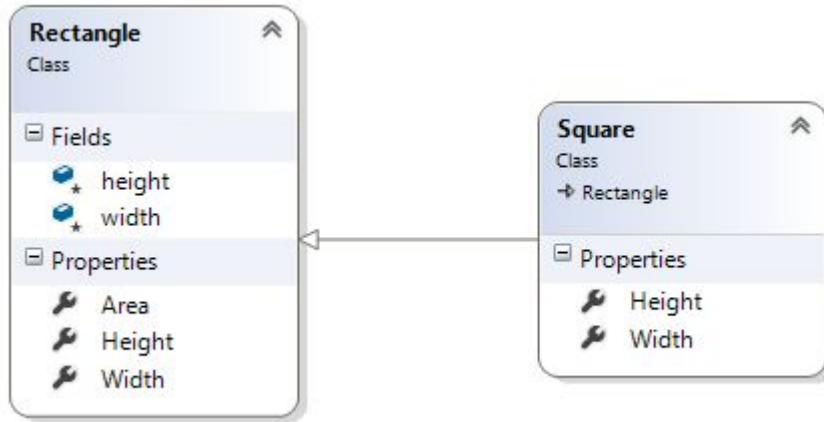 Rectangle
Class
Fields
height
width
Properties
Area
Height
Width
Square
Class
Rectangle
Properties
Height
Width